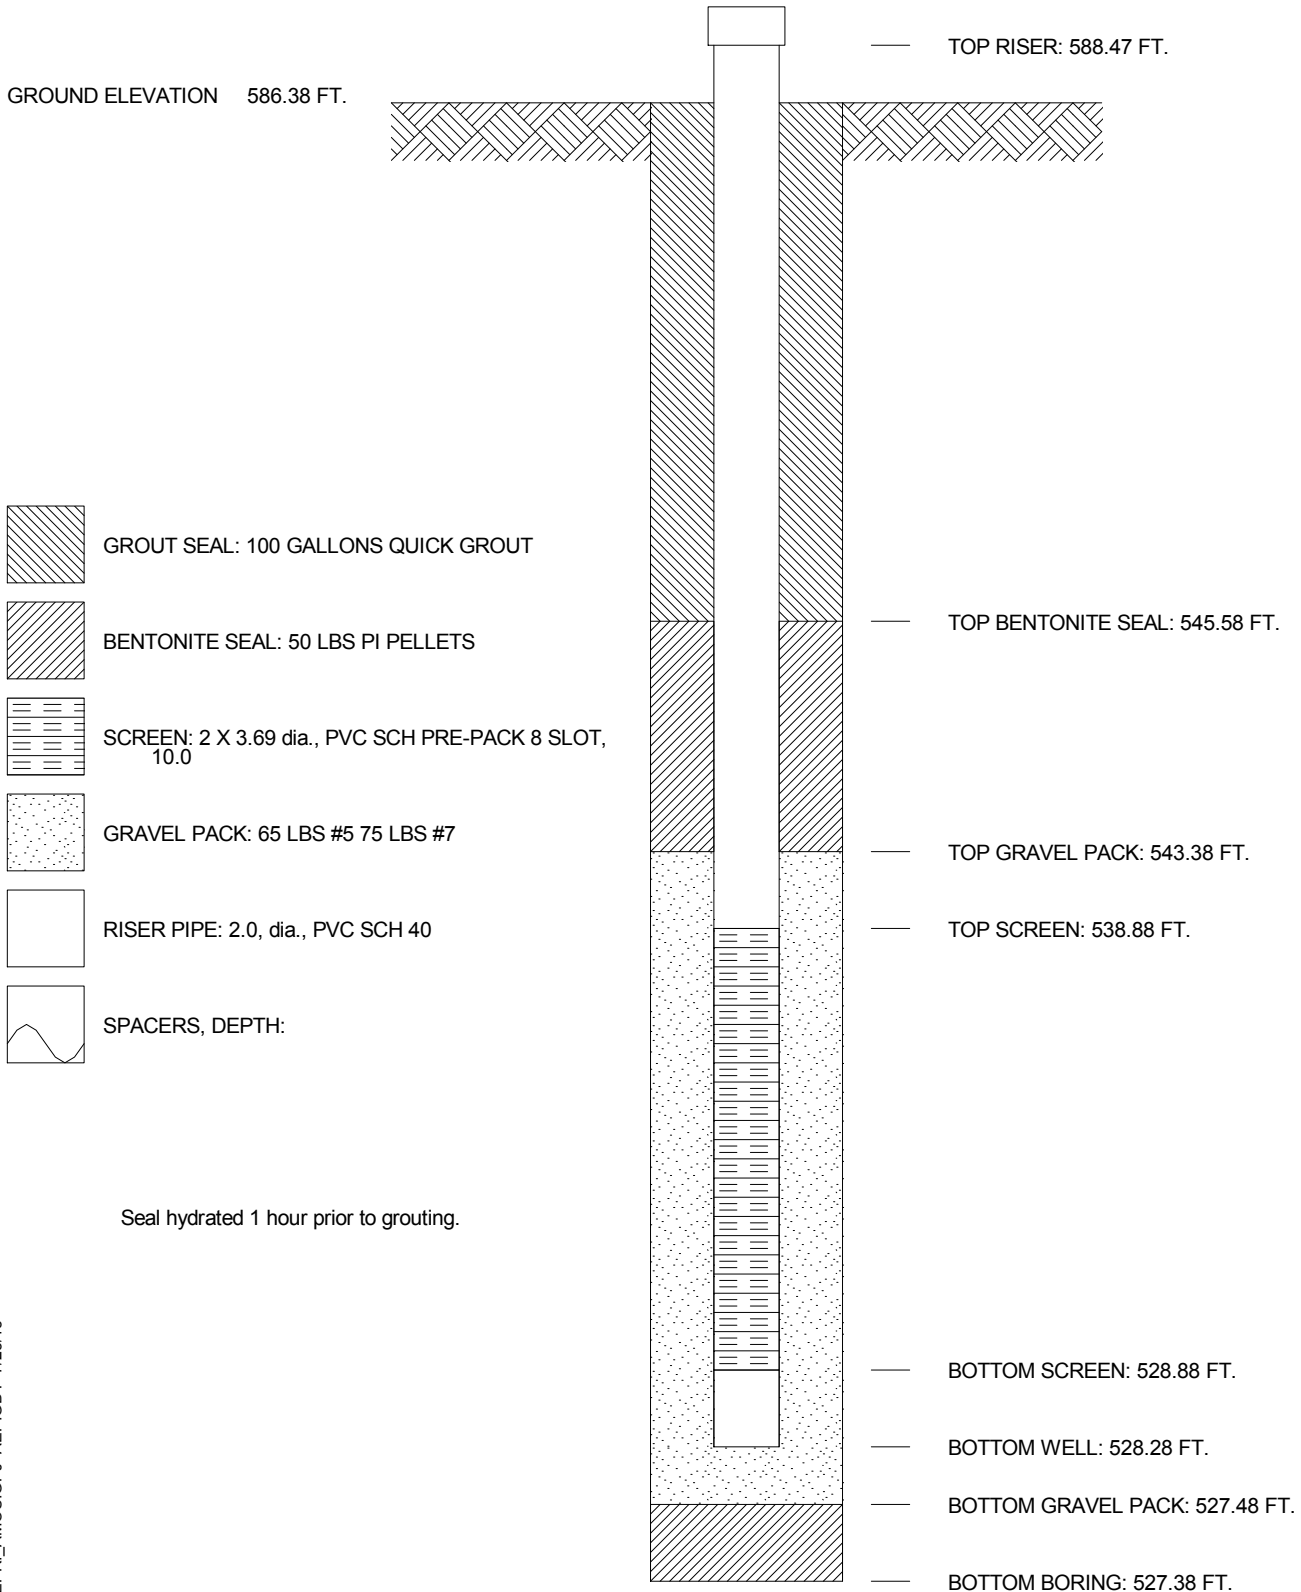 TOP RISER: 588.47 FT.
GROUND ELEVATION 586.38 FT.
GROUT SEAL: 100 GALLONS QUICK GROUT
TOP BENTONITE SEAL: 545.58 FT.
BENTONITE SEAL: 50 LBS PI PELLETS
SCREEN: 2 X 3.69 dia., PVC SCH PRE-PACK 8 SLOT,
10.0
GRAVEL PACK: 65 LBS #5 75 LBS #7
TOP GRAVEL PACK: 543.38 FT.
RISER PIPE: 2.0, dia., PVC SCH 40
TOP SCREEN: 538.88 FT.
SPACERS, DEPTH:
Seal hydrated 1 hour prior to grouting.
BOTTOM SCREEN: 528.88 FT.
BOTTOM WELL: 528.28 FT.
BOTTOM GRAVEL PACK: 527.48 FT.
BOTTOM BORING: 527.38 FT.